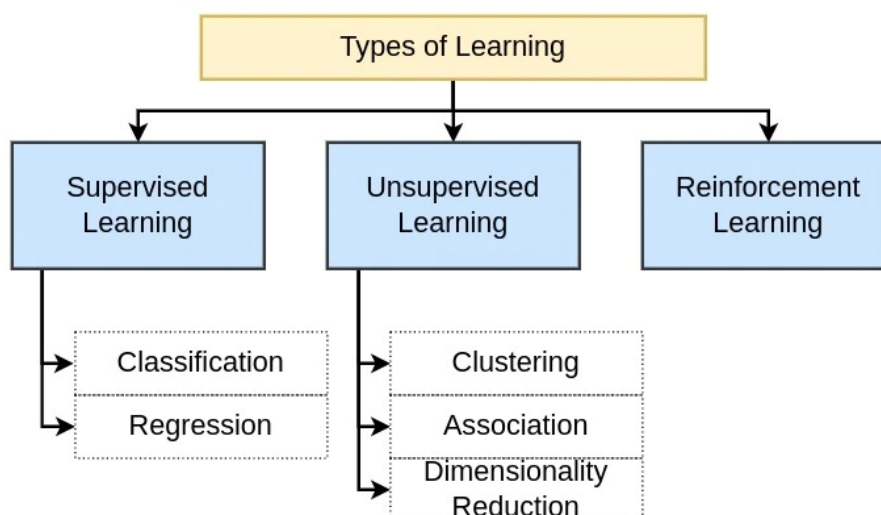 Types of Learning
Supervised
Learning
Unsupervised
Learning
Reinforcement
Learning
Classification
Regression
Clustering
Association
Dimensionality
Reduction